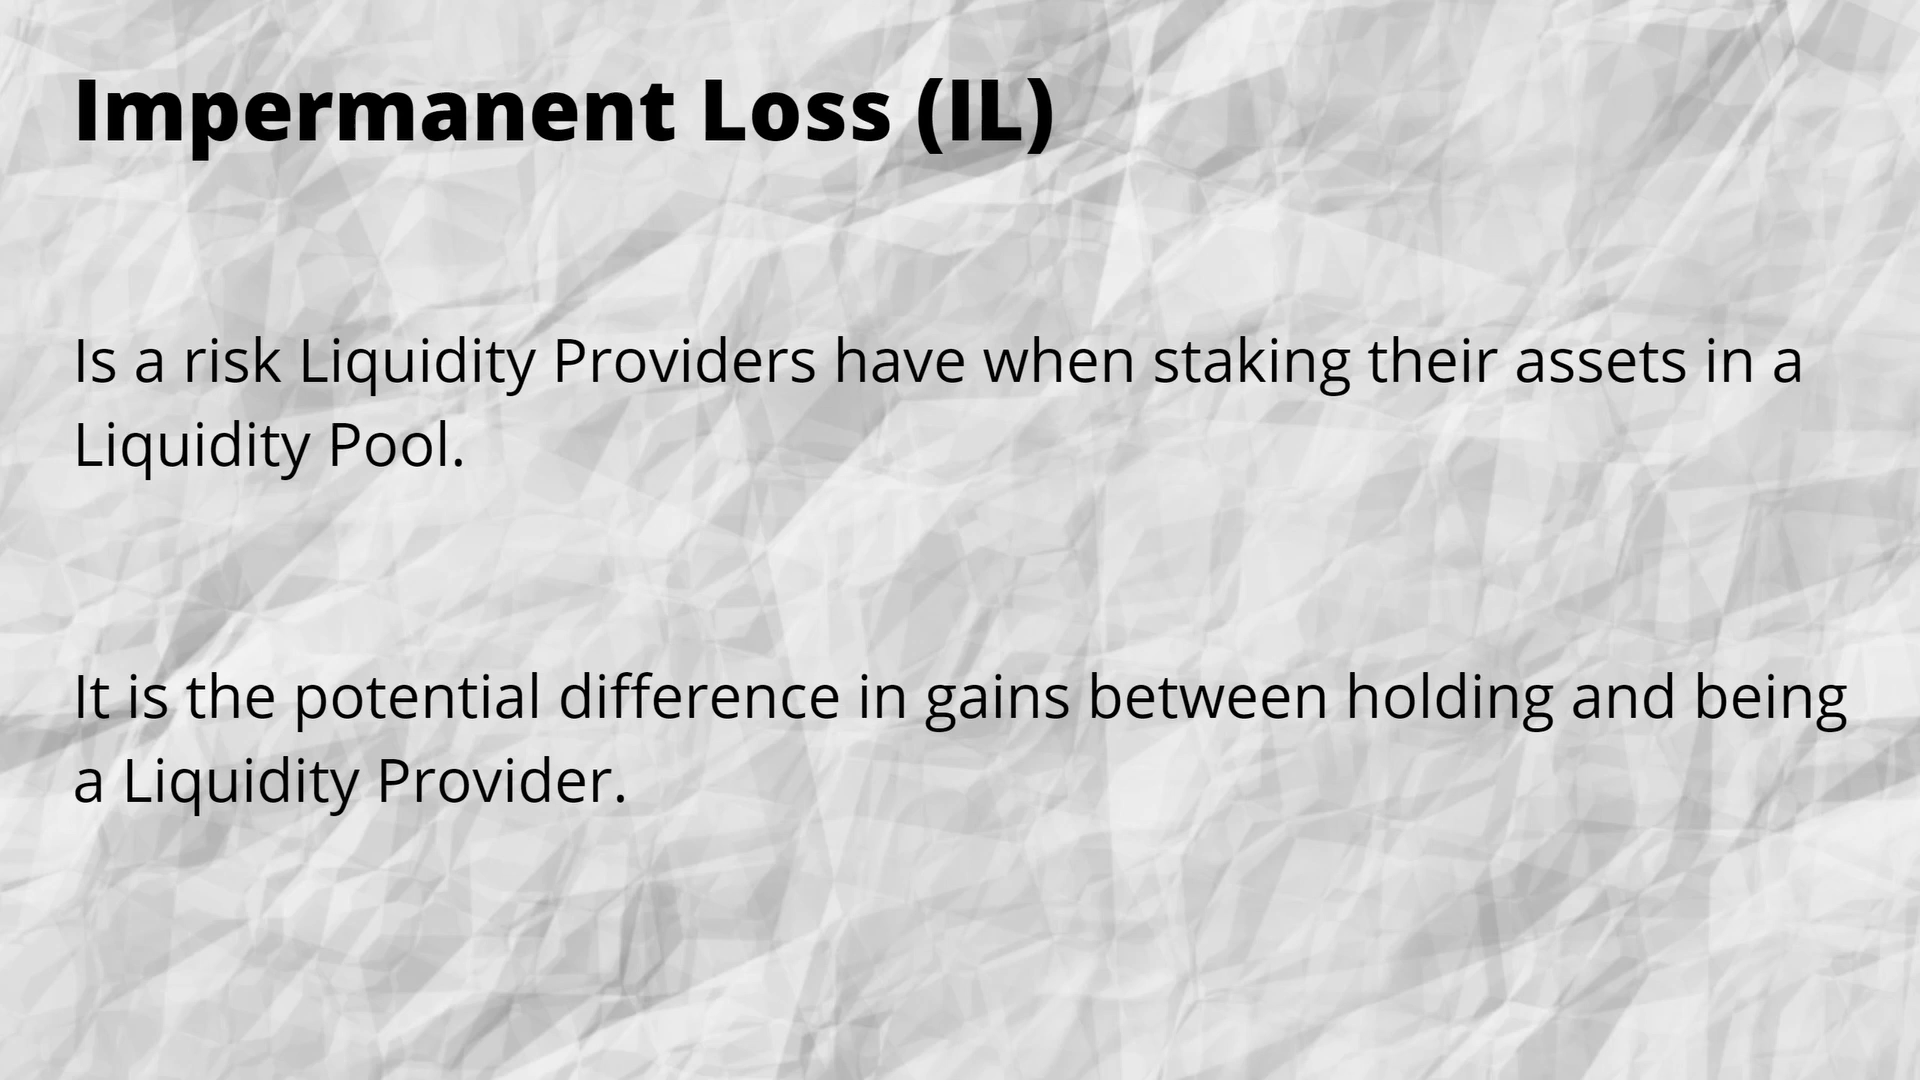 Impermanent Loss (IL)
Is a risk Liquidity Providers have when staking their assets in a
Liquidity Pool.
It is the potential difference in gains between holding and being
a Liquidity Provider.